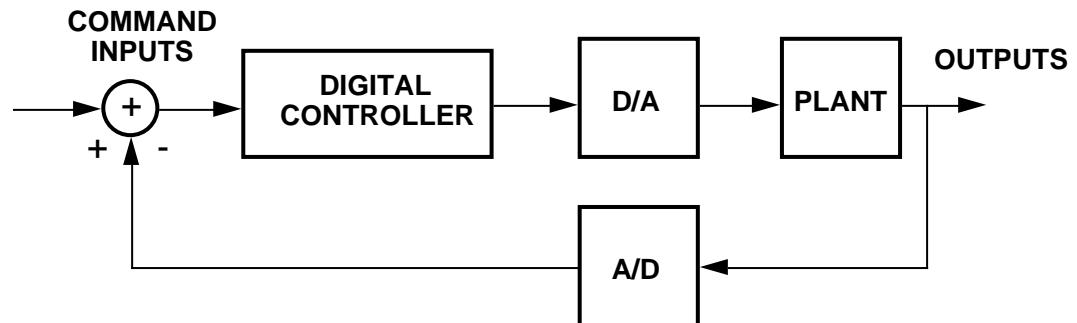 COMMAND
INPUTS
+
+
-
DIGITAL
CONTROLLER
D/A
PLANT
OUTPUTS
A/D